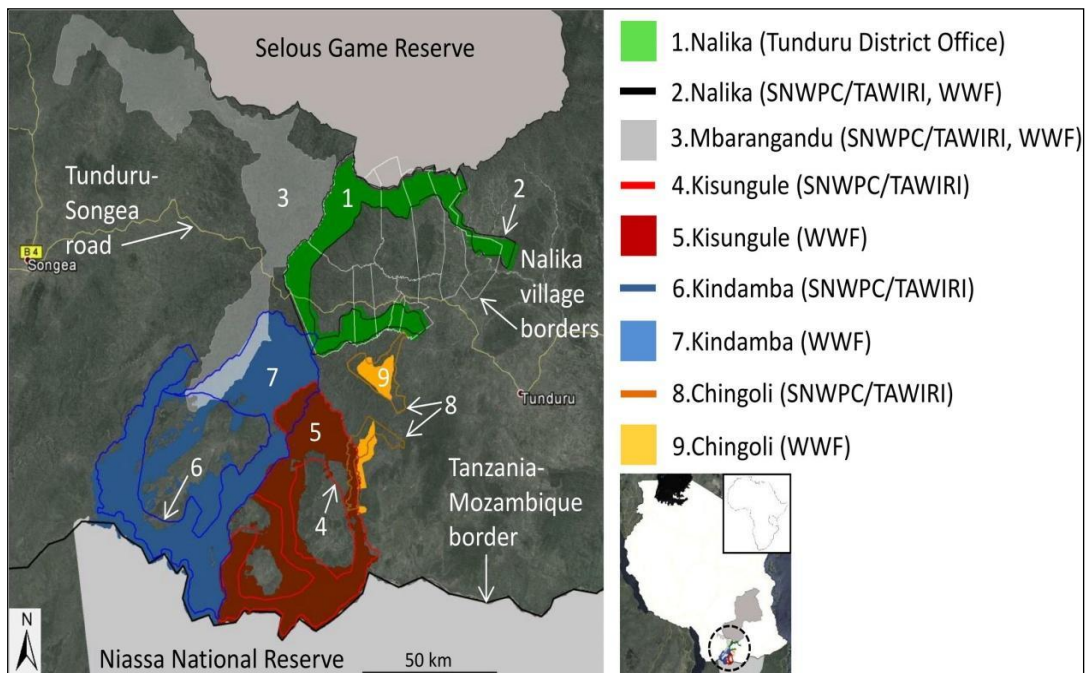 Selous Game Reserve
Tunduru-
Songea
road
3
1
2
B4
Songea
Nalika
village
borders
7
9
8
Tunduru
5
6
4
Tanzania-
Mozambique
border
N
Niassa National Reserve
50 km
1.Nalika (Tunduru District Office)
2.Nalika (SNWPC/TAWIRI, WWF)
3.Mbarangandu (SNWPC/TAWIRI, WWF)
4.Kisungule (SNWPC/TAWIRI)
5.Kisungule (WWF)
6.Kindamba (SNWPC/TAWIRI)
7.Kindamba (WWF)
8.Chingoli (SNWPC/TAWIRI)
9.Chingoli (WWF)